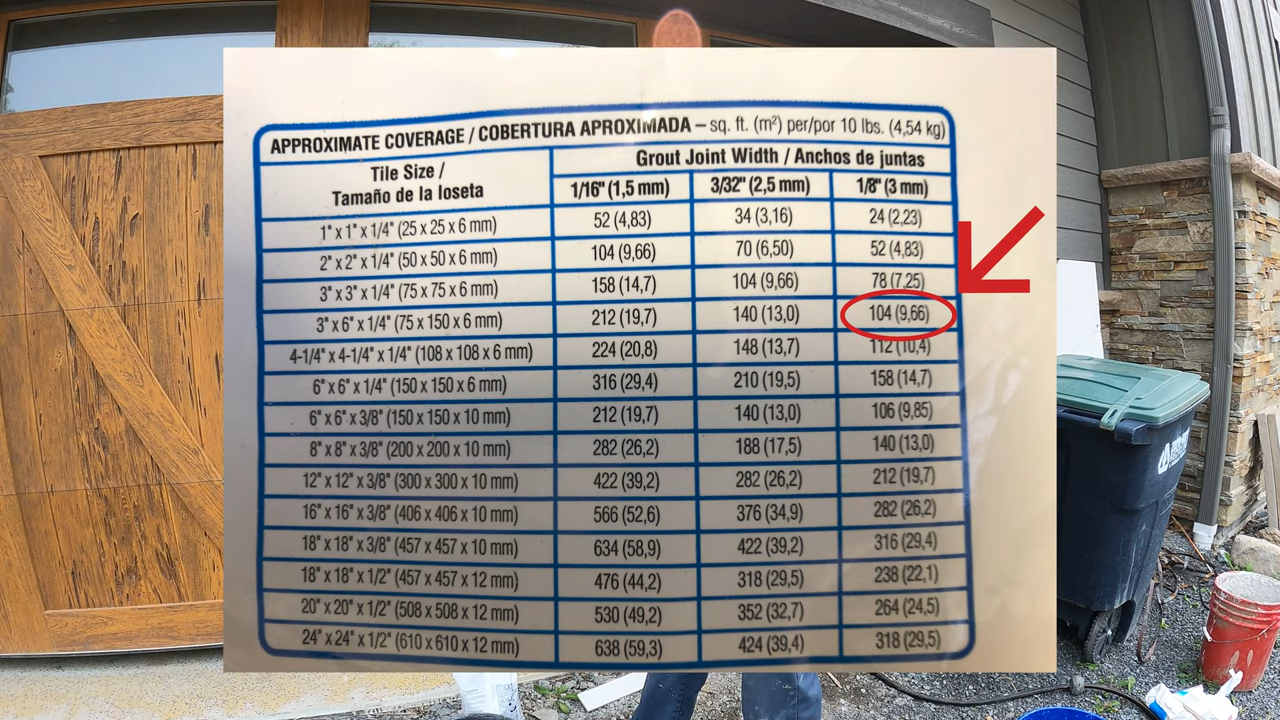 APPROXIMATE COVERAGE / COBERTURA APROXIMADA – sq. ft. (m²) per/por 10 lbs. (4,54 kg)
Tile Size / Tamaño de la loseta
Grout Joint Width / Anchos de juntas
1/16" (1,5 mm) 3/32" (2,5 mm) 1/8" (3 mm)
1" x 1" x 1/4" (25 x 25 x 6 mm) 52 (4,83) 34 (3,16) 24 (2,23)
2" x 2" x 1/4" (50 x 50 x 6 mm) 104 (9,66) 70 (6,50) 52 (4,83)
3" x 3" x 1/4" (75 x 75 x 6 mm) 158 (14,7) 104 (9,66) 78 (7,25)
3" x 6" x 1/4" (75 x 150 x 6 mm) 212 (19,7) 140 (13,0) 104 (9,66)
4-1/4" x 4-1/4" x 1/4" (108 x 108 x 6 mm) 224 (20,8) 148 (13,7) 112 (10,4)
6" x 6" x 1/4" (150 x 150 x 6 mm) 316 (29,4) 210 (19,5) 158 (14,7)
6" x 6" x 3/8" (150 x 150 x 10 mm) 212 (19,7) 140 (13,0) 106 (9,85)
8" x 8" x 3/8" (200 x 200 x 10 mm) 282 (26,2) 188 (17,5) 140 (13,0)
12" x 12" x 3/8" (300 x 300 x 10 mm) 422 (39,2) 282 (26,2) 212 (19,7)
16" x 16" x 3/8" (406 x 406 x 10 mm) 566 (52,6) 376 (34,9) 282 (26,2)
18" x 18" x 3/8" (457 x 457 x 10 mm) 634 (58,9) 422 (39,2) 316 (29,4)
18" x 18" x 1/2" (457 x 457 x 12 mm) 476 (44,2) 318 (29,5) 238 (22,1)
20" x 20" x 1/2" (508 x 508 x 12 mm) 530 (49,2) 352 (32,7) 264 (24,5)
24" x 24" x 1/2" (610 x 610 x 12 mm) 638 (59,3) 424 (39,4) 318 (29,5)